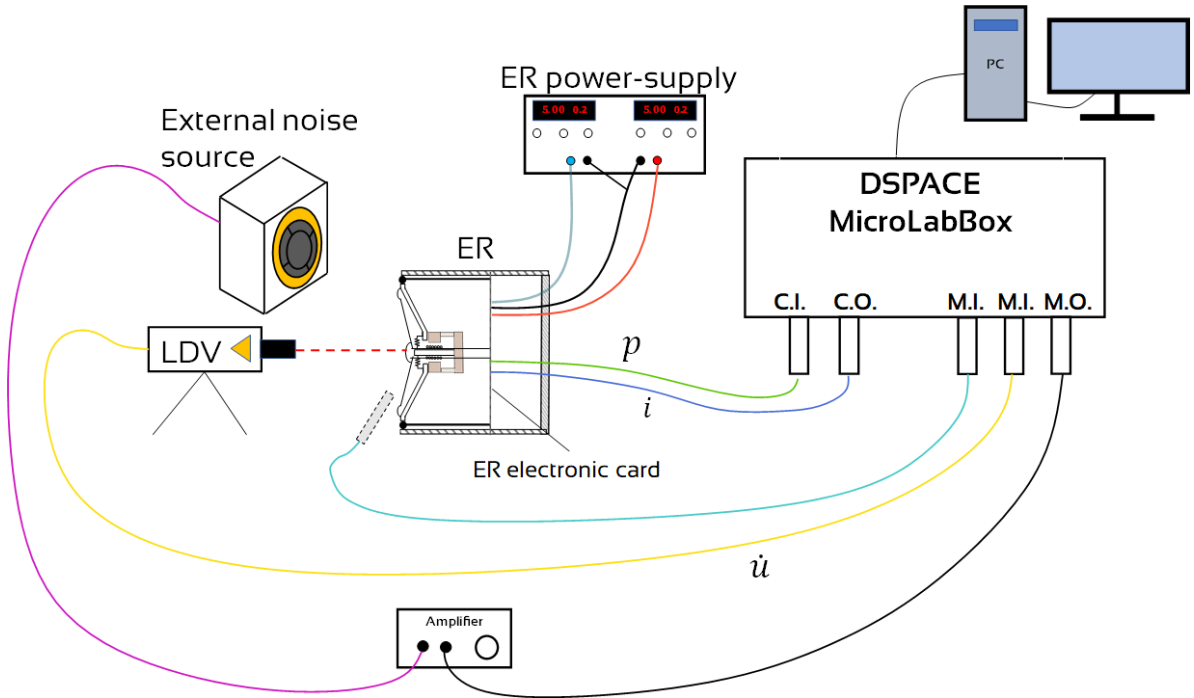 PC
ER power-supply
5.00 0.2
5.00 0.2
External noise
source
DSPACE
MicroLabBox
ER
C.I.
C.O.
M.I.
M.I.
M.O.
LDV
p
i
ER electronic card
u̇
Amplifier